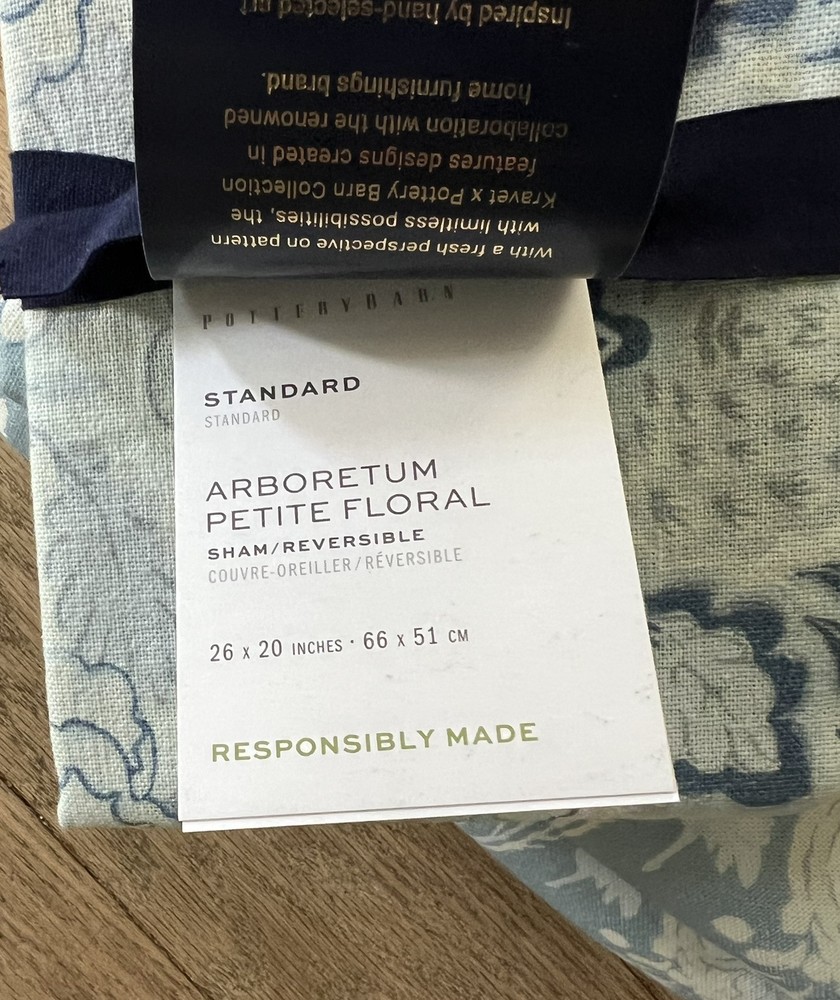 with a fresh perspective on pattern
with limitless possibilities, the
Kravet x Pottery Barn Collection
features designs created in
collaboration with the renowned
home furnishings brand.
Inspired by hand-selected
POTTERYBARN
STANDARD
STANDARD
ARBORETUM
PETITE FLORAL
SHAM/REVERSIBLE
COUVRE-OREILLER/RÉVERSIBLE
26 x 20 INCHES · 66 x 51 CM
RESPONSIBLY MADE